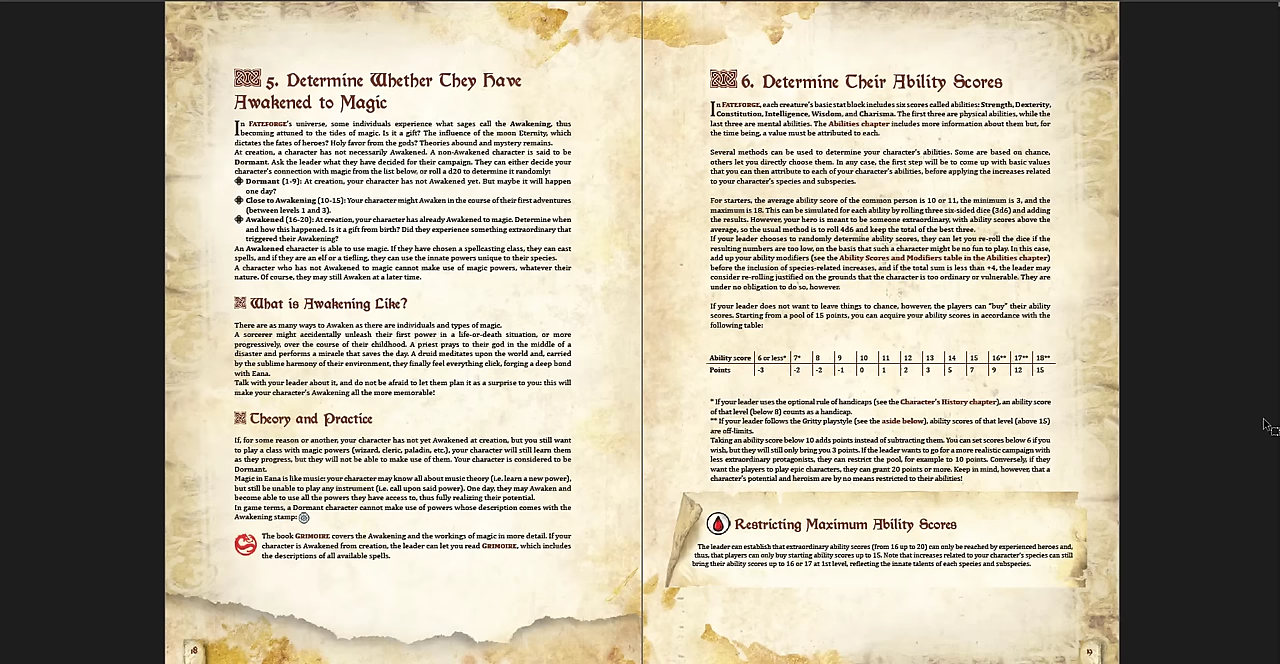 5. Determine Whether They Have
Awakened to Magic
In FATEFORGE's universe, some individuals experience what sages call the Awakening, thus
becoming attuned to the tides of magic. Is it a gift? The influence of the moon Eternity, which
dictates the fates of heroes? Holy favor from the gods? Theories abound and mystery remains.
At creation, a character has not necessarily Awakened. A non-Awakened character is said to be
Dormant. Ask the leader what they have decided for their campaign. They can either decide your
character's connection with magic from the list below, or roll a d20 to determine it randomly:
Dormant (1-9): At creation, your character has not Awakened yet. But maybe it will happen
one day?
Close to Awakening (10-15): Your character might Awaken in the course of their first adventures
(between levels 1 and 3).
Awakened (16-20): At creation, your character has already Awakened to magic. Determine when
and how this happened. Is it a gift from birth? Did they experience something extraordinary that
triggered their Awakening?
An Awakened character is able to use magic. If they have chosen a spellcasting class, they can cast
spells, and if they are an elf or a tiefling, they can use the innate powers unique to their species.
A character who has not Awakened to magic cannot make use of magic powers, whatever their
nature. Of course, they may still Awaken at a later time.
What is Awakening Like?
There are as many ways to Awaken as there are individuals and types of magic.
A sorcerer might accidentally unleash their first power in a life-or-death situation, or more
progressively, over the course of their childhood. A priest prays to their god in the middle of a
disaster and performs a miracle that saves the day. A druid meditates upon the world and, carried
by the sublime harmony of their environment, they finally feel everything click, forging a deep bond
with Eana.
Talk with your leader about it, and do not be afraid to let them plan it as a surprise to you: this will
make your character's Awakening all the more memorable!
Theory and Practice
If, for some reason or another, your character has not yet Awakened at creation, but you still want
to play a class with magic powers (wizard, cleric, paladin, etc.), your character will still learn them
as they progress, but they will not be able to make use of them. Your character is considered to be
Dormant.
Magic in Eana is like music: your character may know all about music theory (i.e. learn a new power),
but still be unable to play any instrument (i.e. call upon said power). One day, they may Awaken and
become able to use all the powers they have access to, thus fully realizing their potential.
In game terms, a Dormant character cannot make use of powers whose description comes with the
Awakening stamp:
The book GRIMOIRE covers the Awakening and the workings of magic in more detail. If your
character is Awakened from creation, the leader can let you read GRIMOIRE, which includes
the descriptions of all available spells.
18
6. Determine Their Ability Scores
In FATEFORGE, each creature's basic stat block includes six scores called abilities: Strength, Dexterity,
Constitution, Intelligence, Wisdom, and Charisma. The first three are physical abilities, while the
last three are mental abilities. The Abilities chapter includes more information about them but, for
the time being, a value must be attributed to each.
Several methods can be used to determine your character's abilities. Some are based on chance,
others let you directly choose them. In any case, the first step will be to come up with basic values
that you can then attribute to each of your character's abilities, before applying the increases related
to your character's species and subspecies.
For starters, the average ability score of the common person is 10 or 11, the minimum is 3, and the
maximum is 18. This can be simulated for each ability by rolling three six-sided dice (3d6) and adding
the results. However, your hero is meant to be someone extraordinary, with ability scores above the
average, so the usual method is to roll 4d6 and keep the total of the best three.
If your leader chooses to randomly determine ability scores, they can let you re-roll the dice if the
resulting numbers are too low, on the basis that such a character might be no fun to play. In this case,
add up your ability modifiers (see the Ability Scores and Modifiers table in the Abilities chapter)
before the inclusion of species-related increases, and if the total sum is less than +4, the leader may
consider re-rolling justified on the grounds that the character is too ordinary or vulnerable. They are
under no obligation to do so, however.
If your leader does not want to leave things to chance, however, the players can "buy" their ability
scores. Starting from a pool of 15 points, you can acquire your ability scores in accordance with the
following table:
Ability score 6 or less* 7* 8 9 10 11 12 13 14 15 16** 17** 18**
Points -3 -2 -2 -1 0 1 2 3 5 7 9 12 15
* If your leader uses the optional rule of handicaps (see the Character's History chapter), an ability score
of that level (below 8) counts as a handicap.
** If your leader follows the Gritty playstyle (see the aside below), ability scores of that level (above 15)
are off-limits.
Taking an ability score below 10 adds points instead of subtracting them. You can set scores below 6 if you
wish, but they will still only bring you 3 points. If the leader wants to go for a more realistic campaign with
less extraordinary protagonists, they can restrict the pool, for example to 10 points. Conversely, if they
want the players to play epic characters, they can grant 20 points or more. Keep in mind, however, that a
character's potential and heroism are by no means restricted to their abilities!
Restricting Maximum Ability Scores
The leader can establish that extraordinary ability scores (from 16 up to 20) can only be reached by experienced heroes and,
thus, that players can only buy starting ability scores up to 15. Note that increases related to your character's species can still
bring their ability scores up to 16 or 17 at 1st level, reflecting the innate talents of each species and subspecies.
19